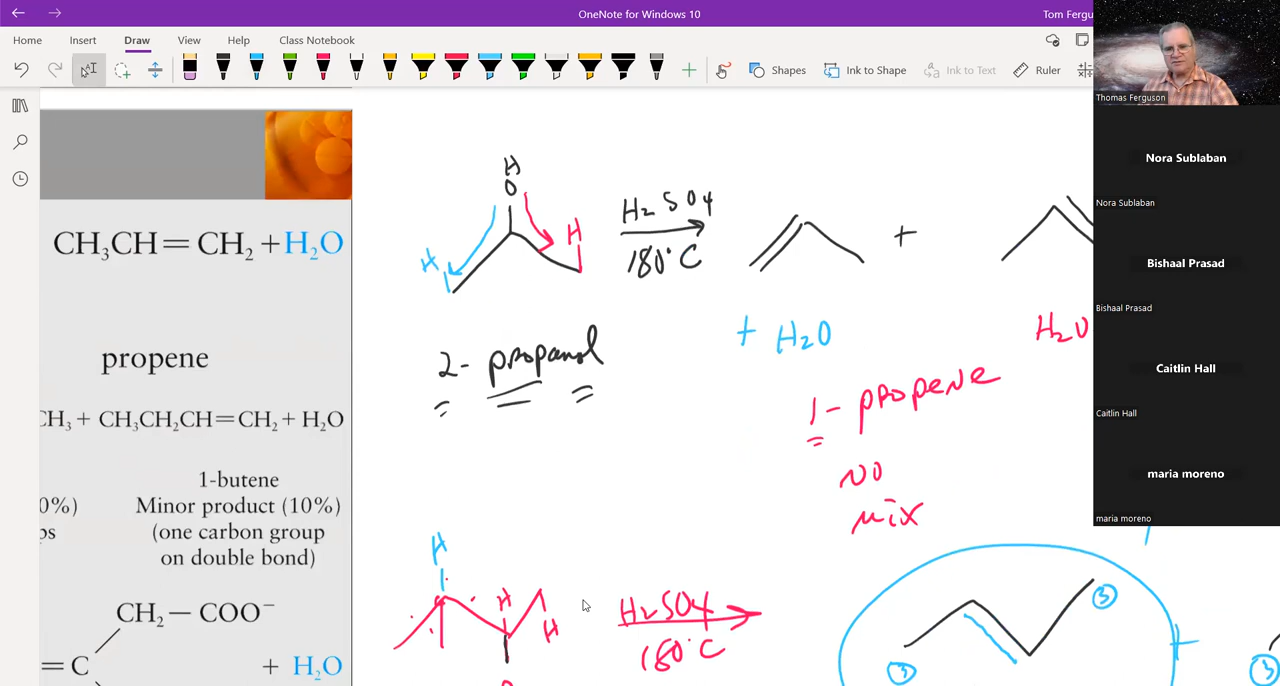 OneNote for Windows 10
Tom Fergu
Home
Insert
Draw
View
Help
Class Notebook
Shapes
Ink to Shape
Ink to Text
Ruler
Thomas Ferguson
Nora Sublaban
Nora Sublaban
Bishaal Prasad
Bishaal Prasad
Caitlin Hall
Caitlin Hall
maria moreno
maria moreno
CH₃CH=CH₂ + H₂O
propene
CH₃ + CH₃CH₂CH=CH₂ + H₂O
1-butene
0%) Minor product (10%)
ps (one carbon group
on double bond)
CH₂ — COO⁻
=C + H₂O
H
O
H H
H₂SO4
180°C
+
2- propanol
+ H₂O
H₂O
1- propene
NO
mix
H
H
H
H₂SO4
180°C
3
3
+
3